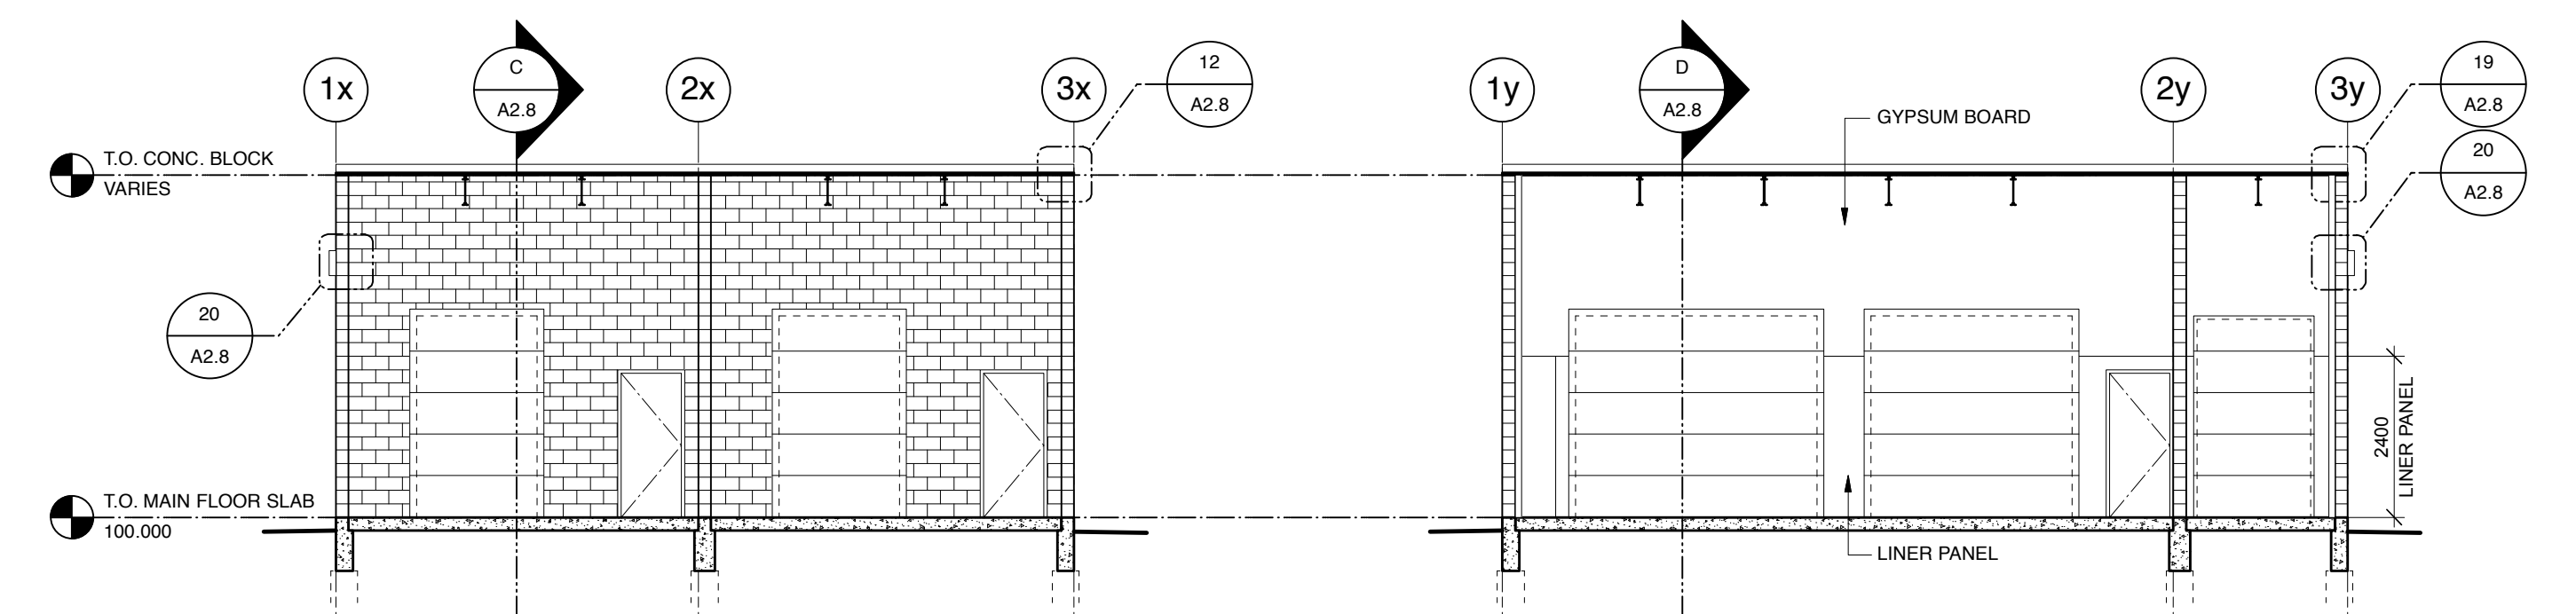 1x
C
A2.8
2x
3x
12
A2.8
1y
D
A2.8
2y
3y
19
A2.8
GYPSUM BOARD
20
A2.8
T.O. CONC. BLOCK
VARIES
20
A2.8
2400
LINER PANEL
T.O. MAIN FLOOR SLAB
100.000
LINER PANEL